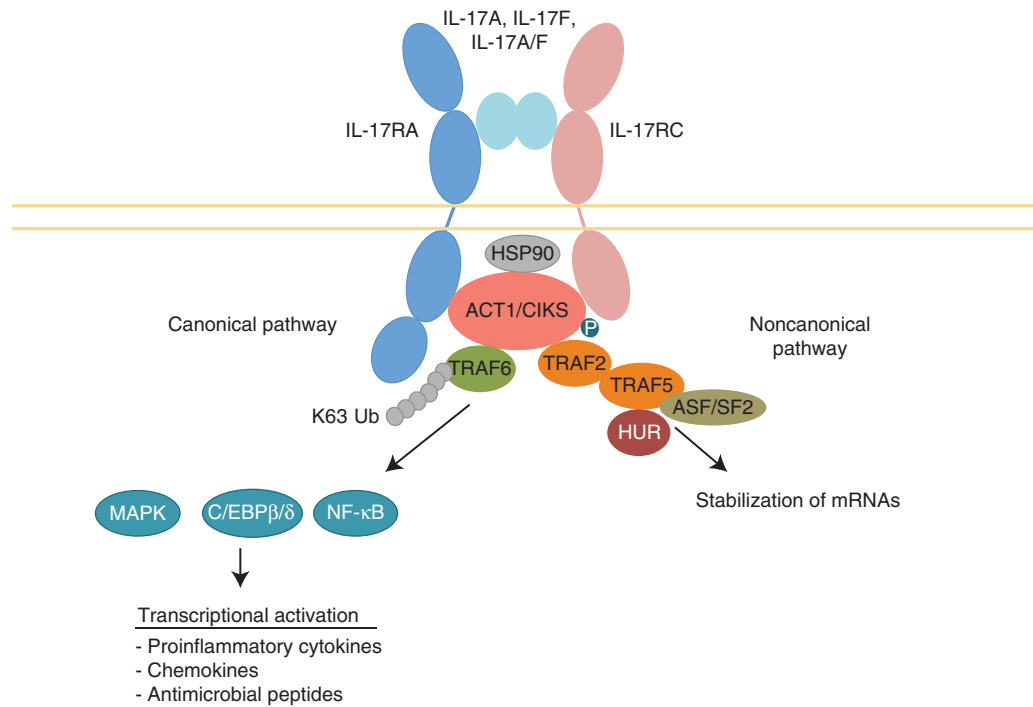 IL-17A, IL-17F,
IL-17A/F
IL-17RA
IL-17RC
HSP90
ACT1/CIKS
P
Canonical pathway
Noncanonical
pathway
TRAF6
TRAF2
TRAF5
ASF/SF2
K63 Ub
HUR
Stabilization of mRNAs
MAPK
C/EBPβ/δ
NF-κB
Transcriptional activation
- Proinflammatory cytokines
- Chemokines
- Antimicrobial peptides